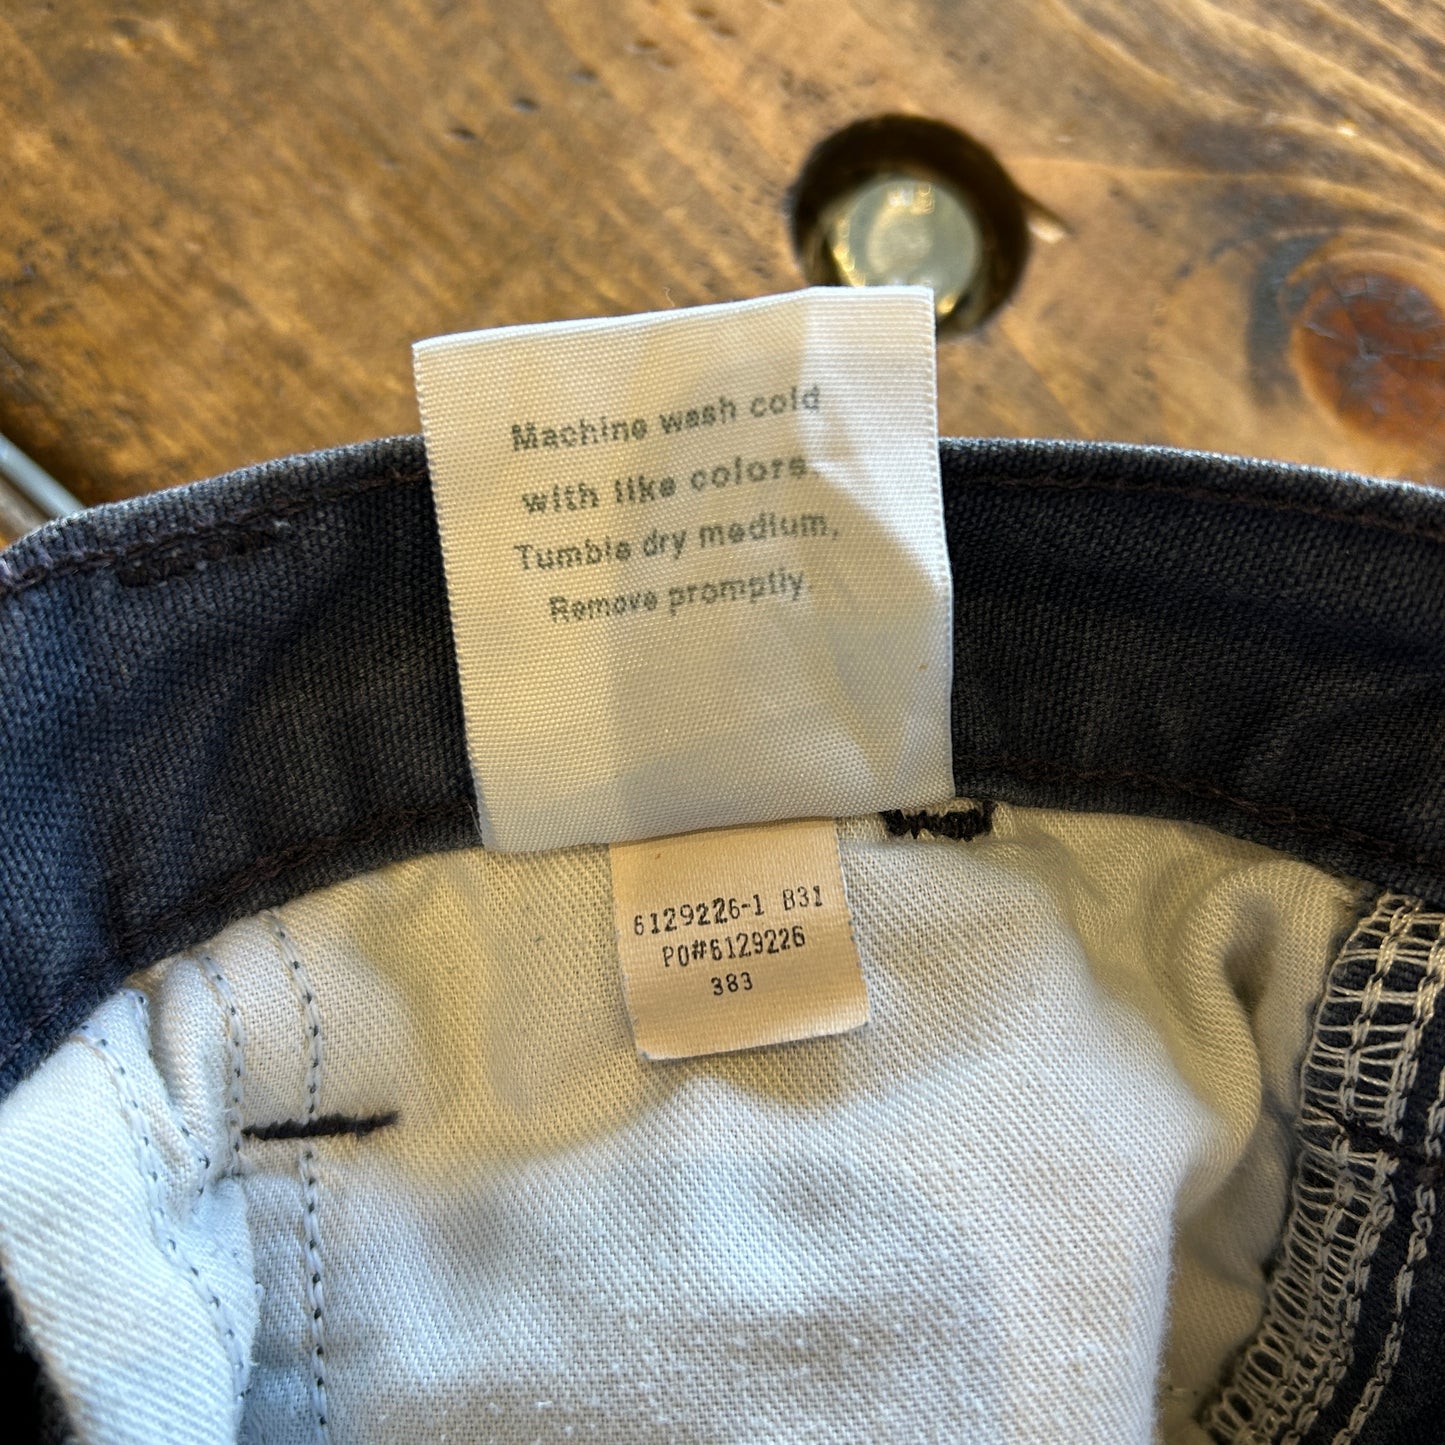 Machine wash cold
with like colors.
Tumble dry medium.
Remove promptly
6129226-1 B31
PO#6129226
383